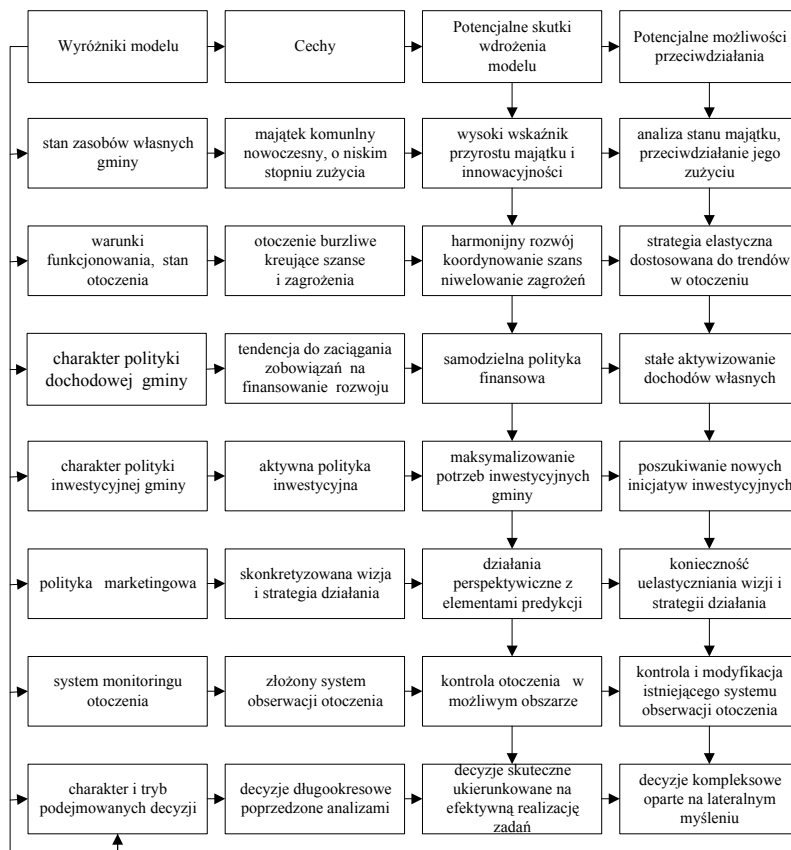 Wyróżniki modelu
Cechy
Potencjalne skutki
wdrożenia
modelu
Potencjalne możliwości
przeciwdziałania
stan zasobów własnych
gminy
majątek komunlny
nowoczesny, o niskim
stopniu zużycia
wysoki wskaźnik
przyrostu majątku i
innowacyjności
analiza stanu majątku,
przeciwdziałanie jego
zużyciu
warunki
funkcjonowania, stan
otoczenia
otoczenie burzliwe
kreujące szanse
i zagrożenia
harmonijny rozwój
koordynowanie szans
niwelowanie zagrożeń
strategia elastyczna
dostosowana do trendów
w otoczeniu
charakter polityki
dochodowej gminy
tendencja do zaciągania
zobowiązań na
finansowanie rozwoju
samodzielna polityka
finansowa
stałe aktywizowanie
dochodów własnych
charakter polityki
inwestycyjnej gminy
aktywna polityka
inwestycyjna
maksymalizowanie
potrzeb inwestycyjnych
gminy
poszukiwanie nowych
inicjatyw inwestycyjnych
polityka marketingowa
skonkretyzowana wizja
i strategia działania
działania
perspektywiczne z
elementami predykcji
konieczność
uelastyczniania wizji i
strategii działania
system monitoringu
otoczenia
złożony system
obserwacji otoczenia
kontrola otoczenia w
możliwym obszarze
kontrola i modyfikacja
istniejącego systemu
obserwacji otoczenia
charakter i tryb
podejmowanych decyzji
decyzje długookresowe
poprzedzone analizami
decyzje skuteczne
ukierunkowane na
efektywną realizację
zadań
decyzje kompleksowe
oparte na lateralnym
myśleniu